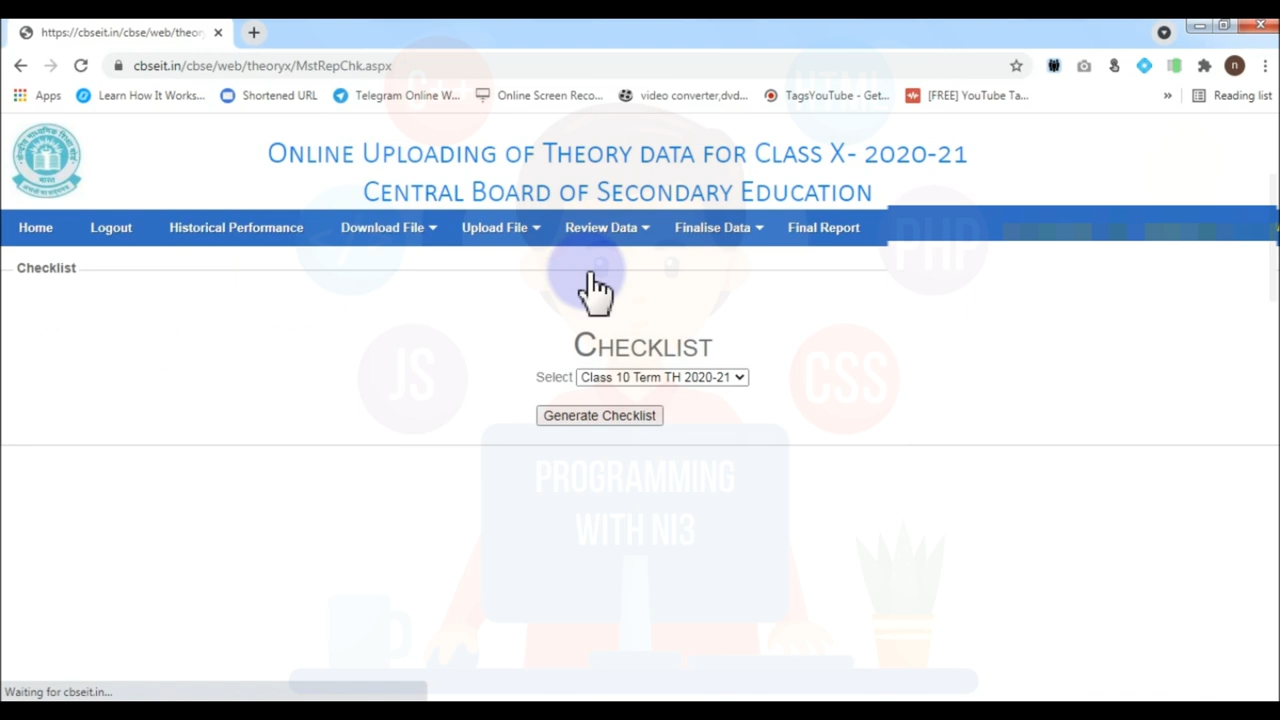 https://cbseit.in/cbse/web/theor
cbseit.in/cbse/web/theoryx/MstRepChk.aspx
n
Apps Learn How It Works... Shortened URL Telegram Online W... Online Screen Reco... video converter,dvd... TagsYouTube - Get... [FREE] YouTube Ta... » Reading list
ONLINE UPLOADING OF THEORY DATA FOR CLASS X- 2020-21
CENTRAL BOARD OF SECONDARY EDUCATION
Home Logout Historical Performance Download File Upload File Review Data Finalise Data Final Report
Checklist
HTML
PHP
CHECKLIST
Select Class 10 Term TH 2020-21
JS
CSS
Generate Checklist
PROGRAMMING
WITH NI3
Waiting for cbseit.in...